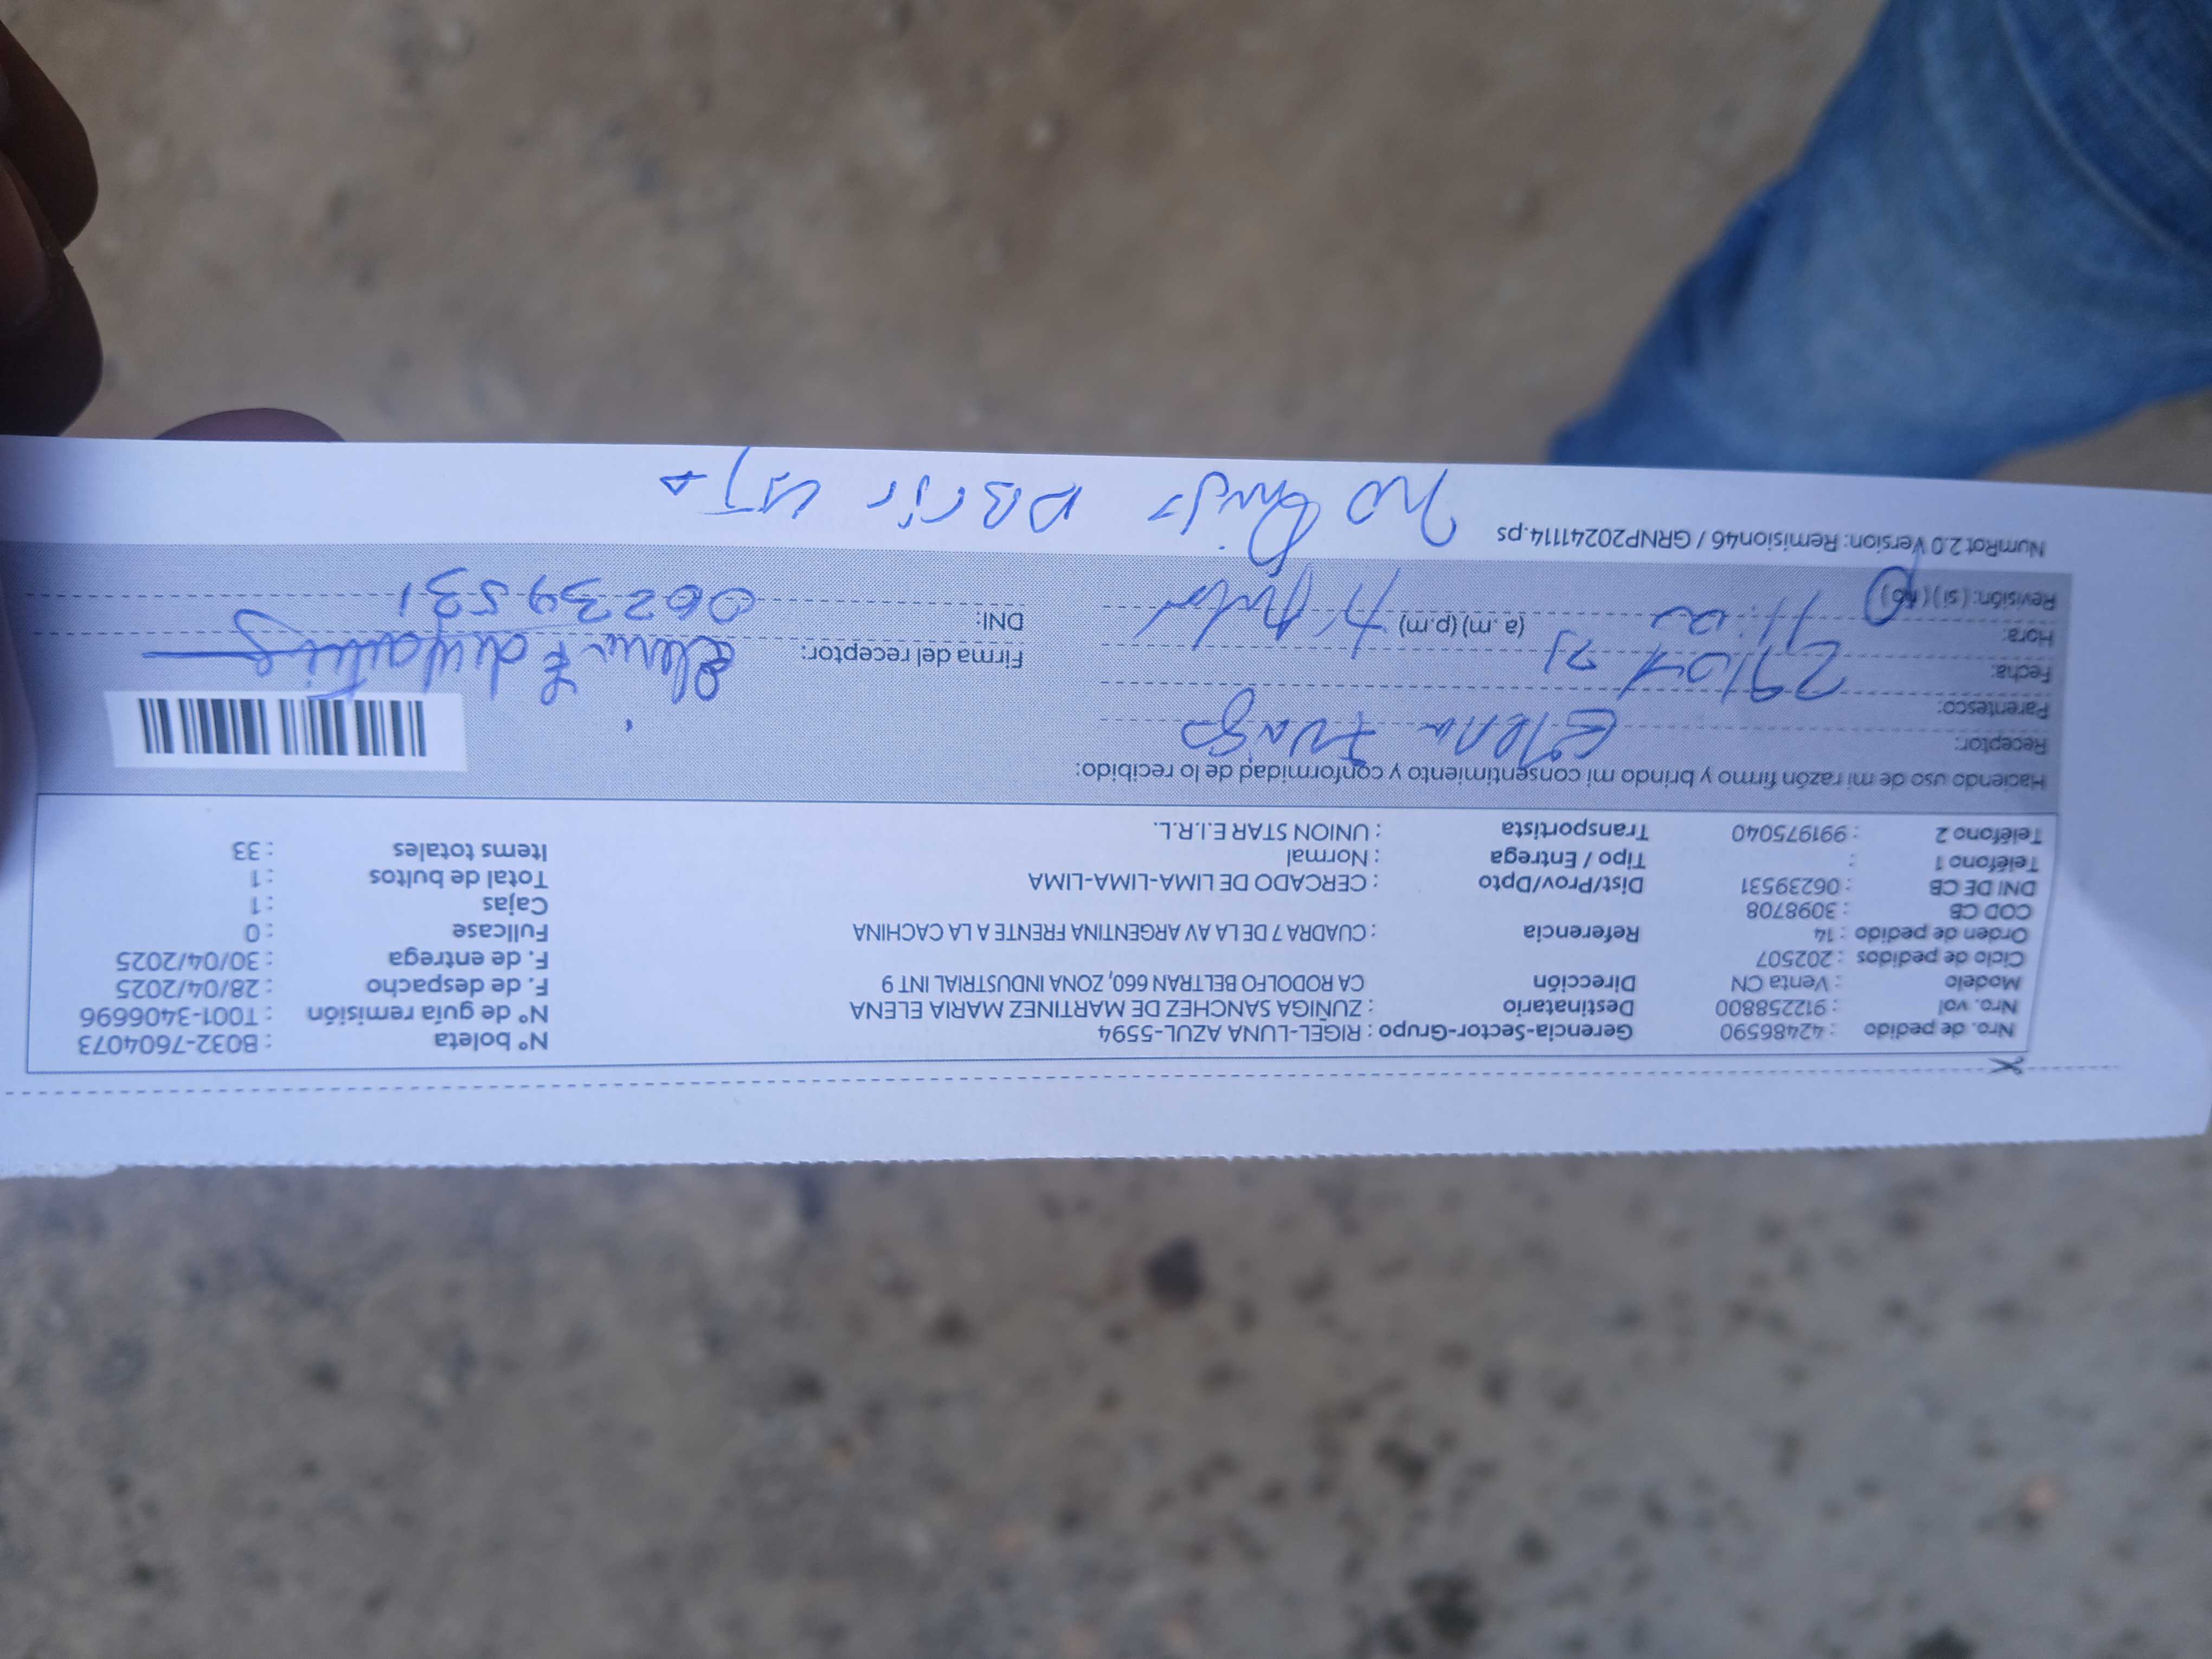 Nro. de pedido : 42486590 Gerencia-Sector-Grupo : RIGEL-LUNA AZUL-5594 N° boleta : B032-7604073
Nro. vol : 912258800 Destinatario : ZUÑIGA SANCHEZ DE MARTINEZ MARIA ELENA N° de guía remisión : T001-3406696
Modelo : Venta CN Dirección CA RODOLFO BELTRAN 660, ZONA INDUSTRIAL INT 9 F. de despacho : 28/04/2025
Ciclo de pedidos : 202507 F. de entrega : 30/04/2025
Orden de pedido : 14 Referencia : CUADRA 7 DE LA AV ARGENTINA FRENTE A LA CACHINA Fullcase : 0
COD CB : 3098708 Cajas : 1
DNI DE CB : 06239531 Dist/Prov/Dpto : CERCADO DE LIMA-LIMA-LIMA Total de bultos : 1
Teléfono 1 : Tipo / Entrega : Normal Items totales : 33
Teléfono 2 : 991975040 Transportista : UNION STAR E.I.R.L.
Haciendo uso de mi razón firmo y brindo mi consentimiento y conformidad de lo recibido:
Receptor: Elena
Parentesco:
Fecha: Firma del receptor:
Hora: 11:00 (a. m) (p.m) DNI: 06239531
Revisión: (si) (no)
NumRot 2.0 Version: Remision46 / GRNP20241114.ps no